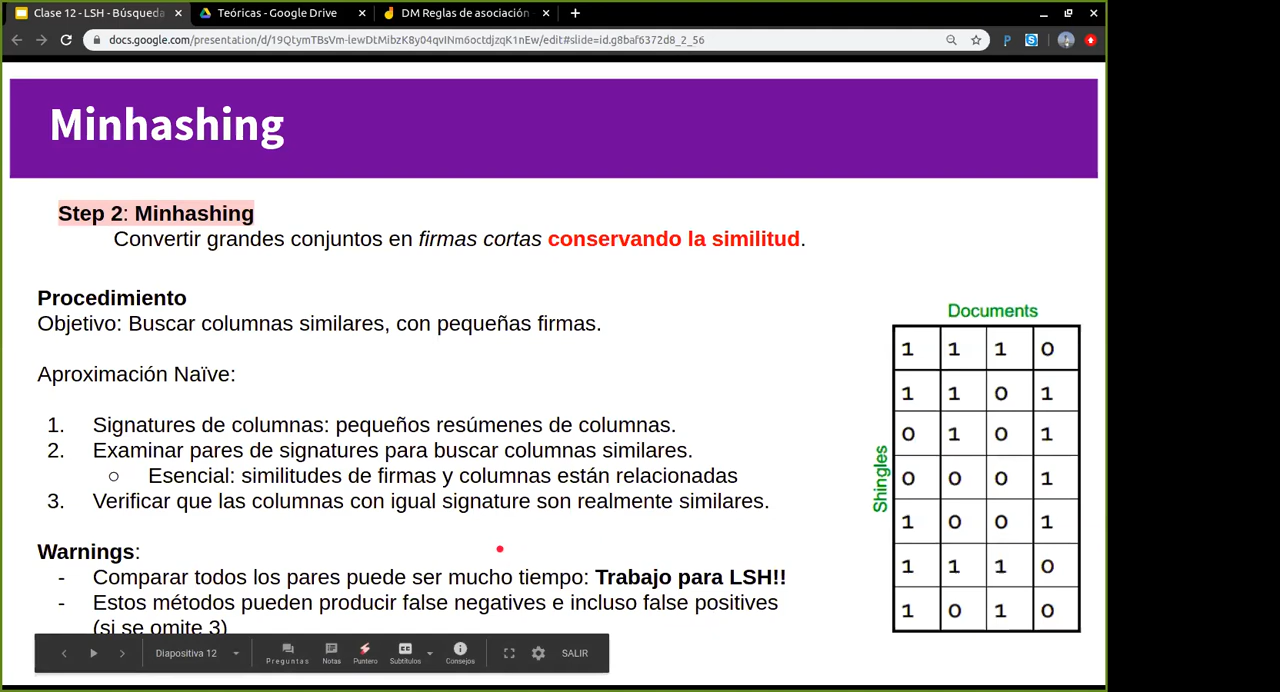 Clase 12 - LSH - Búsqueda
Teóricas - Google Drive
DM Reglas de asociación
docs.google.com/presentation/d/19QtymTBsVm-lewDtMibzK8y04qvINm6octdjzqK1nEw/edit#slide=id.g8baf6372d8_2_56
Minhashing
Step 2: Minhashing
Convertir grandes conjuntos en firmas cortas conservando la similitud.
Procedimiento
Objetivo: Buscar columnas similares, con pequeñas firmas.
Aproximación Naïve:
1. Signatures de columnas: pequeños resúmenes de columnas.
2. Examinar pares de signatures para buscar columnas similares.
○ Esencial: similitudes de firmas y columnas están relacionadas
3. Verificar que las columnas con igual signature son realmente similares.
Warnings:
- Comparar todos los pares puede ser mucho tiempo: Trabajo para LSH!!
- Estos métodos pueden producir false negatives e incluso false positives
(si se omite 3)
Documents
Shingles
1 1 1 0
1 1 0 1
0 1 0 1
0 0 0 1
1 0 0 1
1 1 1 0
1 0 1 0
Diapositiva 12
Preguntas
Notas
Puntero
Subtítulos
Consejos
SALIR